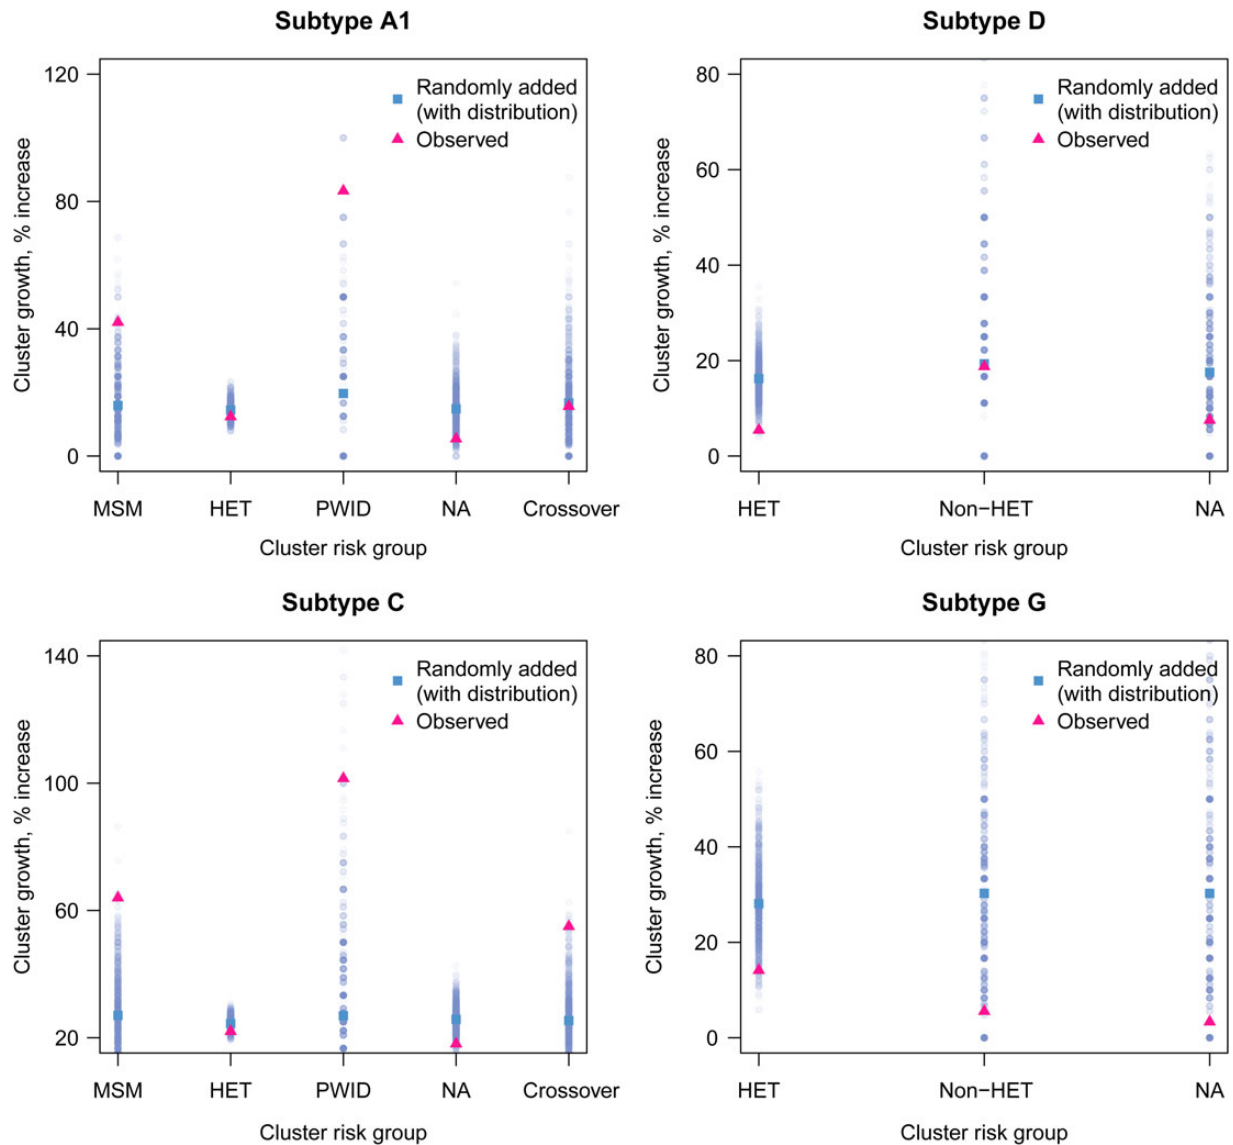 Subtype A1
Cluster growth, % increase
120
80
40
0
Randomly added
(with distribution)
Observed
MSM HET PWID NA Crossover
Cluster risk group
Subtype D
Cluster growth, % increase
80
60
40
20
0
Randomly added
(with distribution)
Observed
HET Non−HET NA
Cluster risk group
Subtype C
Cluster growth, % increase
140
100
60
20
Randomly added
(with distribution)
Observed
MSM HET PWID NA Crossover
Cluster risk group
Subtype G
Cluster growth, % increase
80
60
40
20
0
Randomly added
(with distribution)
Observed
HET Non−HET NA
Cluster risk group